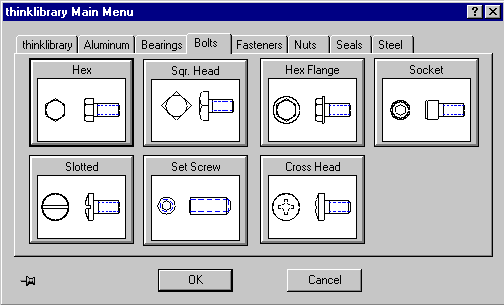 thinklibrary Main Menu
thinklibrary Aluminum Bearings Bolts Fasteners Nuts Seals Steel
Hex Sqr. Head Hex Flange Socket
Slotted Set Screw Cross Head
OK Cancel